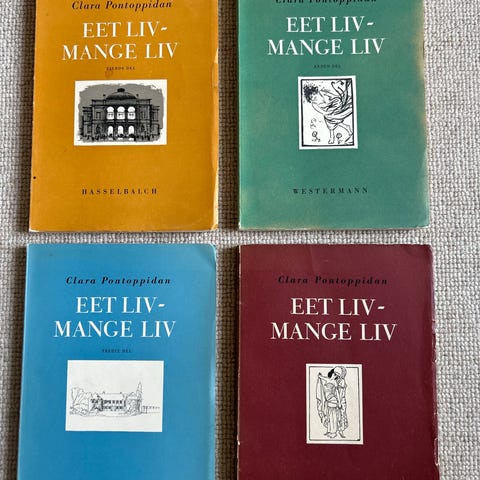 Clara Pontoppidan
EET LIV-
MANGE LIV
FJERDE DEL
HASSELBALCH
Clara Pontoppidan
EET LIV-
MANGE LIV
ANDEN DEL
WESTERMANN
Clara Pontoppidan
EET LIV-
MANGE LIV
TREDIE DEL
Clara Pontoppidan
EET LIV-
MANGE LIV